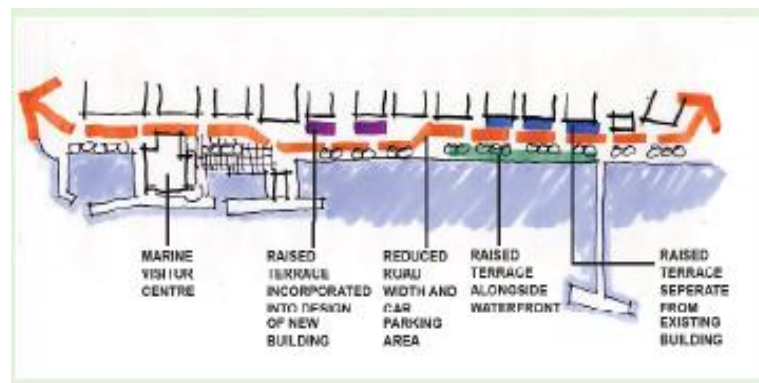 MARINE
VISITOR
CENTRE
RAISED
TERRACE
INCORPORATED
INTO DESIGN
OF NEW
BUILDING
REDUCED
ROAD
WIDTH AND
CAR
PARKING
AREA
RAISED
TERRACE
ALONGSIDE
WATERFRONT
RAISED
TERRACE
SEPERATE
FROM
EXISTING
BUILDING